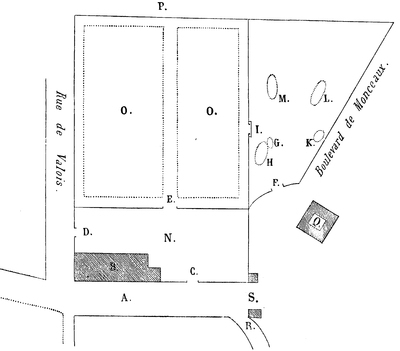 P.
O.
O.
M.
L.
I.
G.
K.
H
F.
E.
Rue de Valois.
Boulevard de Monceaux.
Q.
D.
N.
B.
C.
A.
S.
R.